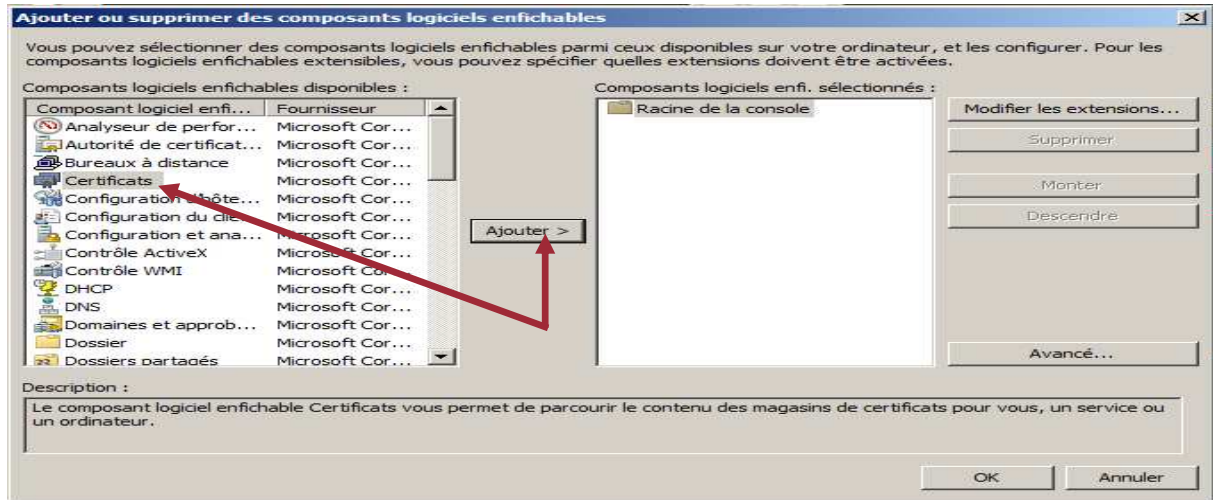 Ajouter ou supprimer des composants logiciels enfichables
Vous pouvez sélectionner des composants logiciels enfichables parmi ceux disponibles sur votre ordinateur, et les configurer. Pour les
composants logiciels enfichables extensibles, vous pouvez spécifier quelles extensions doivent être activées.
Composants logiciels enfichables disponibles :
Composant logiciel enfi... Fournisseur
Analyseur de perfor... Microsoft Cor...
Autorité de certificat... Microsoft Cor...
Bureaux à distance Microsoft Cor...
Certificats Microsoft Cor...
Configuration d'hôte... Microsoft Cor...
Configuration du clie... Microsoft Cor...
Configuration et ana... Microsoft Cor...
Contrôle ActiveX Microsoft Cor...
Contrôle WMI Microsoft Cor...
DHCP Microsoft Cor...
DNS Microsoft Cor...
Domaines et approb... Microsoft Cor...
Dossier Microsoft Cor...
Dossiers partagés Microsoft Cor...
Ajouter >
Composants logiciels enfi. sélectionnés :
Racine de la console
Modifier les extensions...
Supprimer
Monter
Descendre
Avancé...
Description :
Le composant logiciel enfichable Certificats vous permet de parcourir le contenu des magasins de certificats pour vous, un service ou
un ordinateur.
OK Annuler